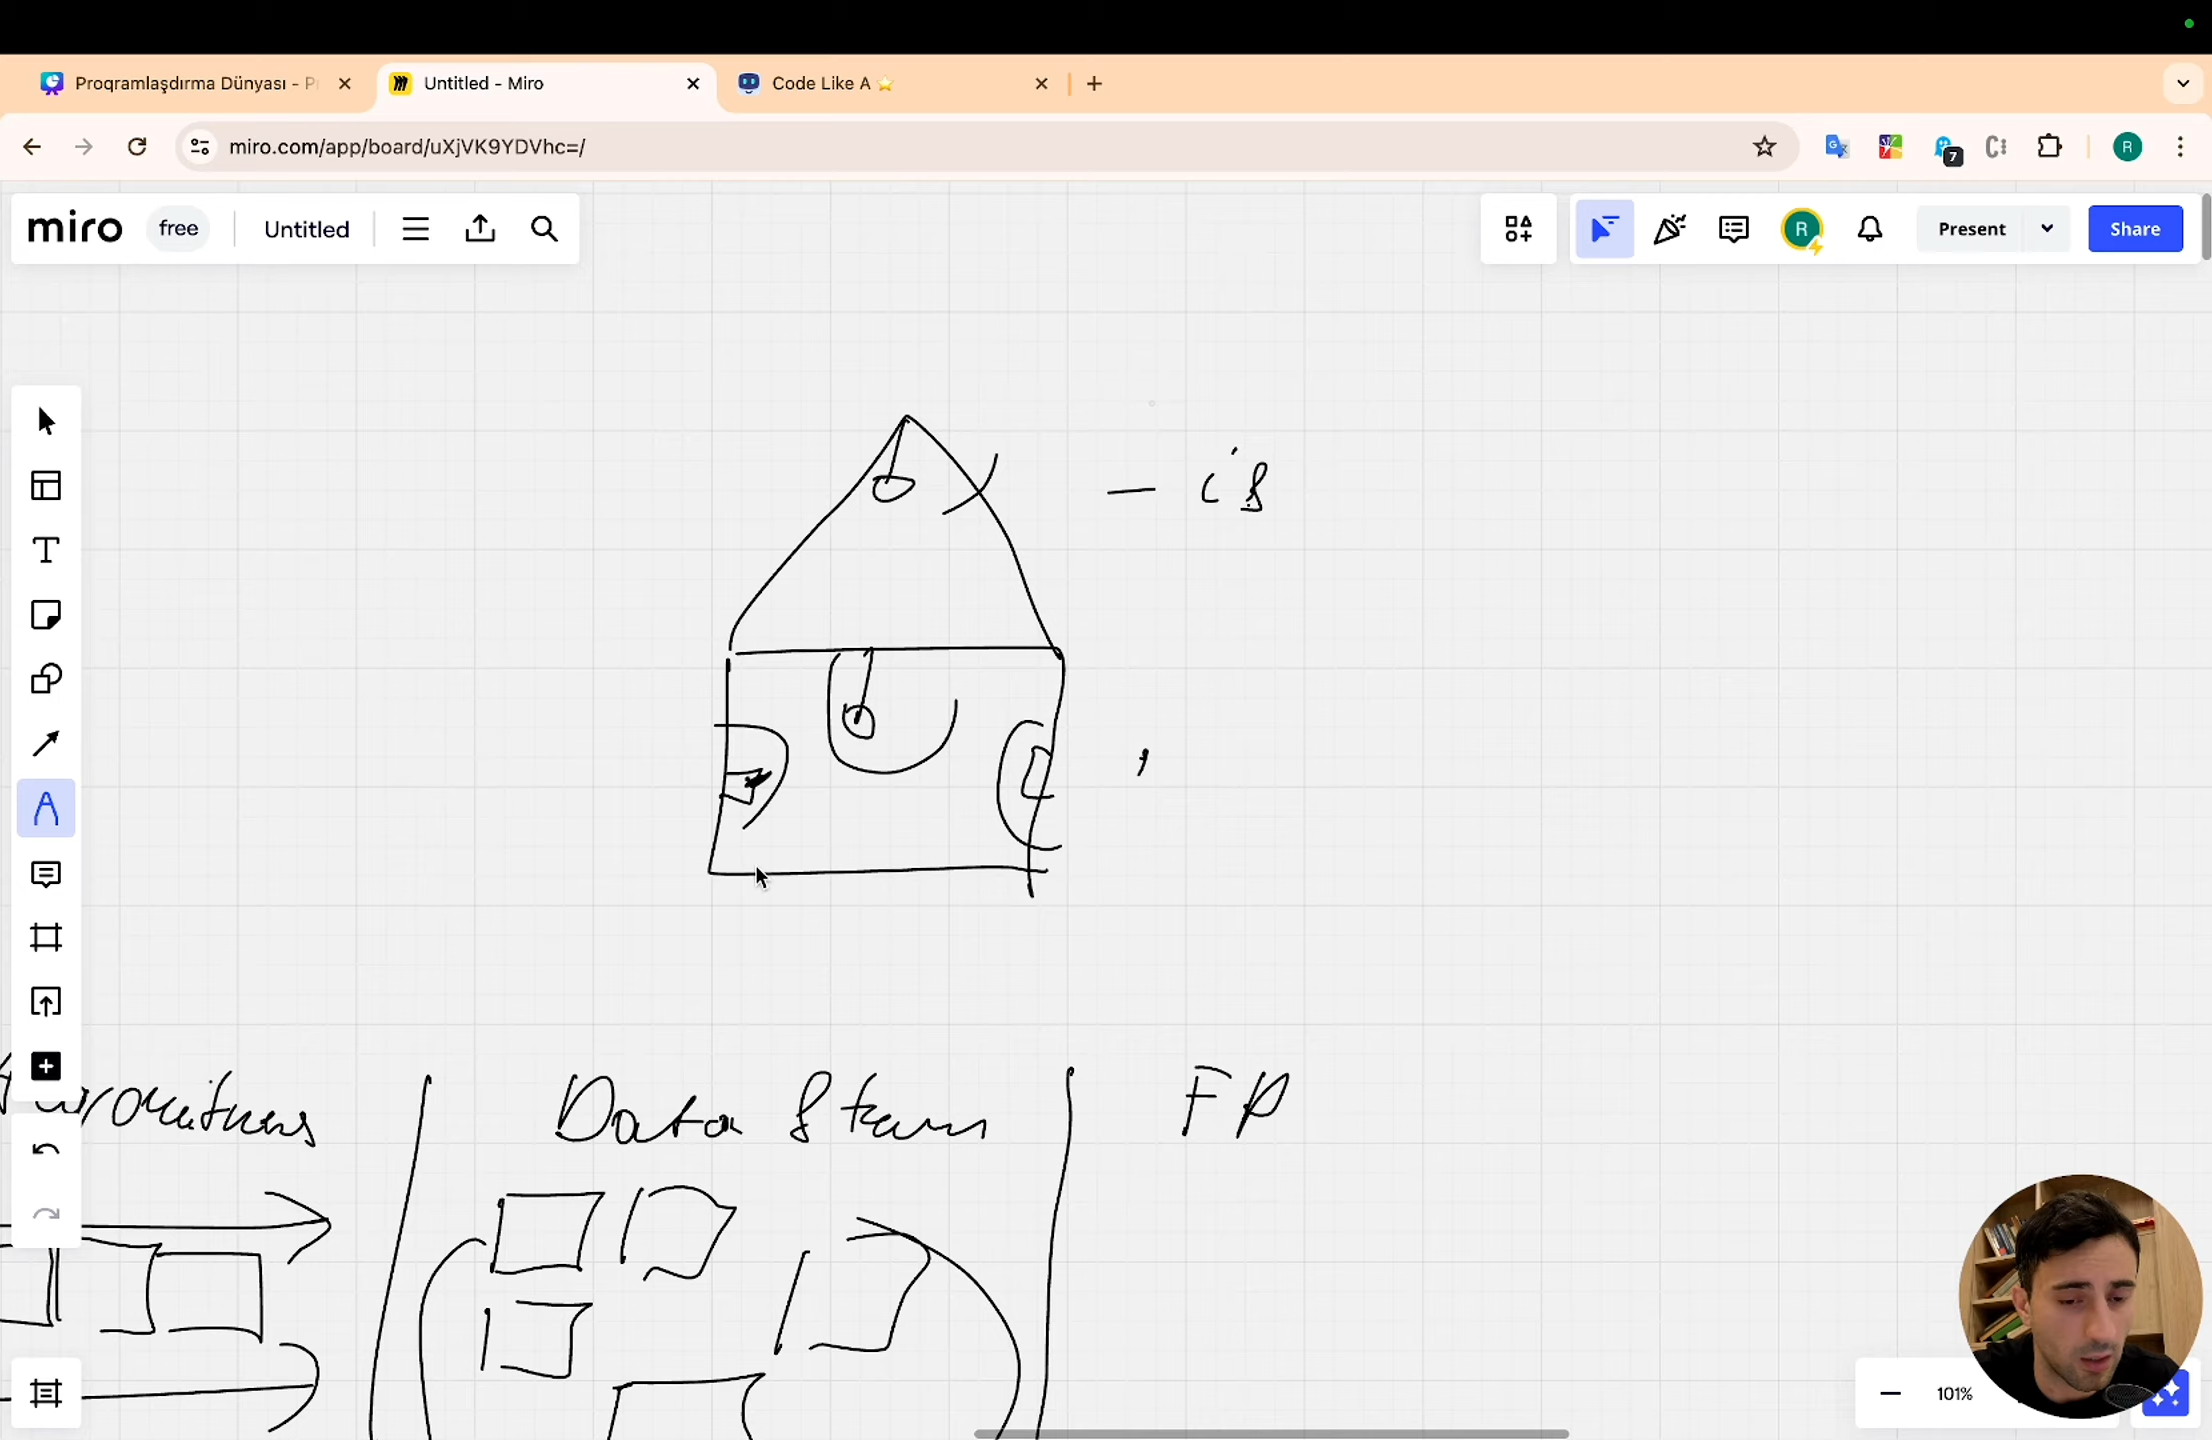 Proqramlaşdırma Dünyası - P
Untitled - Miro
Code Like A ⭐
miro.com/app/board/uXjVK9YDVhc=/
7
R
miro
free
Untitled
R
Present
Share
T
Data
FP
101%